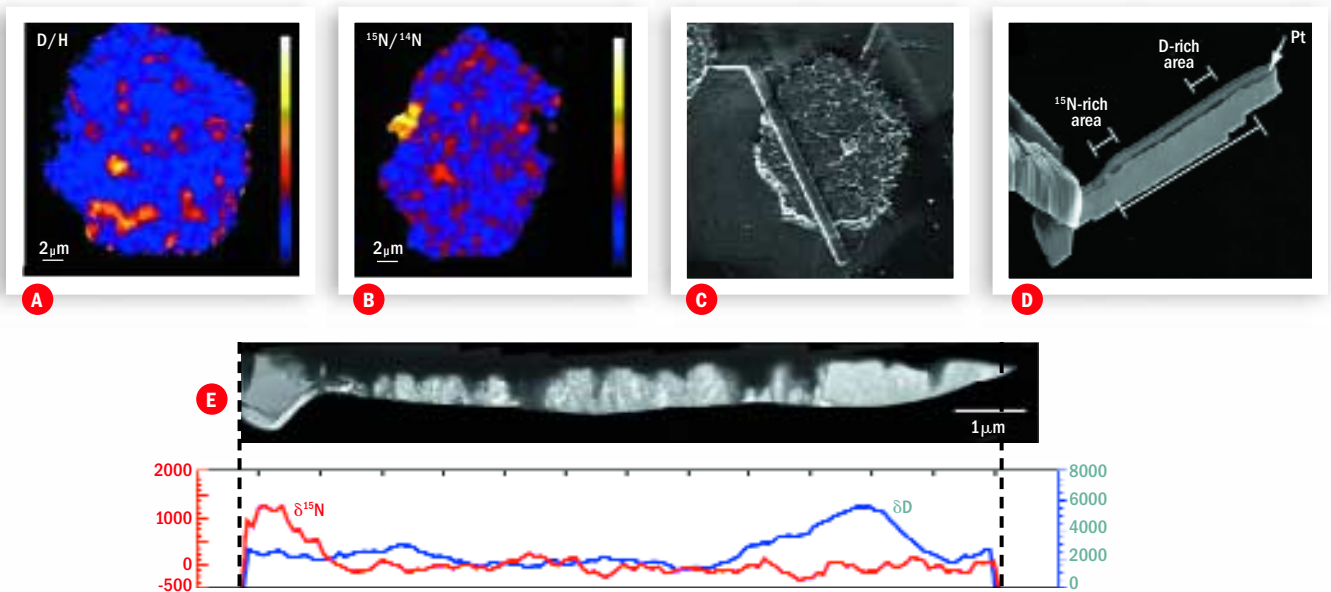 D/H
2μm
A
¹⁵N/¹⁴N
2μm
B
C
D-rich
area
Pt
¹⁵N-rich
area
D
E
1μm
2000
1000
0
-500
δ¹⁵N
δD
8000
6000
4000
2000
0